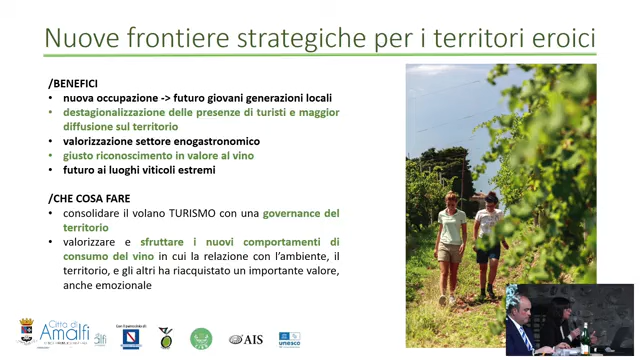 Nuove frontiere strategiche per i territori eroici
/BENEFICI
• nuova occupazione -> futuro giovani generazioni locali
• destagionalizzazione delle presenze di turisti e maggior
diffusione sul territorio
• valorizzazione settore enogastronomico
• giusto riconoscimento in valore al vino
• futuro ai luoghi viticoli estremi
/CHE COSA FARE
• consolidare il volano TURISMO con una governance del
territorio
• valorizzare e sfruttare i nuovi comportamenti di
consumo del vino in cui la relazione con l'ambiente, il
territorio, e gli altri ha riacquistato un importante valore,
anche emozionale
Città di
Amalfi
AIS
unesco